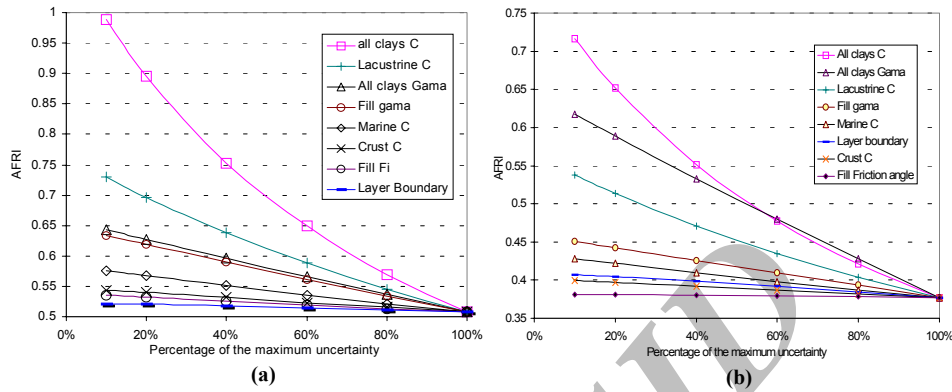 1
0.95
0.9
0.85
0.8
0.75
0.7
0.65
0.6
0.55
0.5
AFRI
0% 20% 40% 60% 80% 100%
Percentage of the maximum uncertainty
all clays C
Lacustrine C
All clays Gama
Fill gama
Marine C
Crust C
Fill Fi
Layer Boundary
(a)
0.75
0.7
0.65
0.6
0.55
0.5
0.45
0.4
0.35
AFRI
0% 20% 40% 60% 80% 100%
Percentage of the maximum uncertainty
All clays C
All clays Gama
Lacustrine C
Fill gama
Marine C
Layer boundary
Crust C
Fill Friction angle
(b)